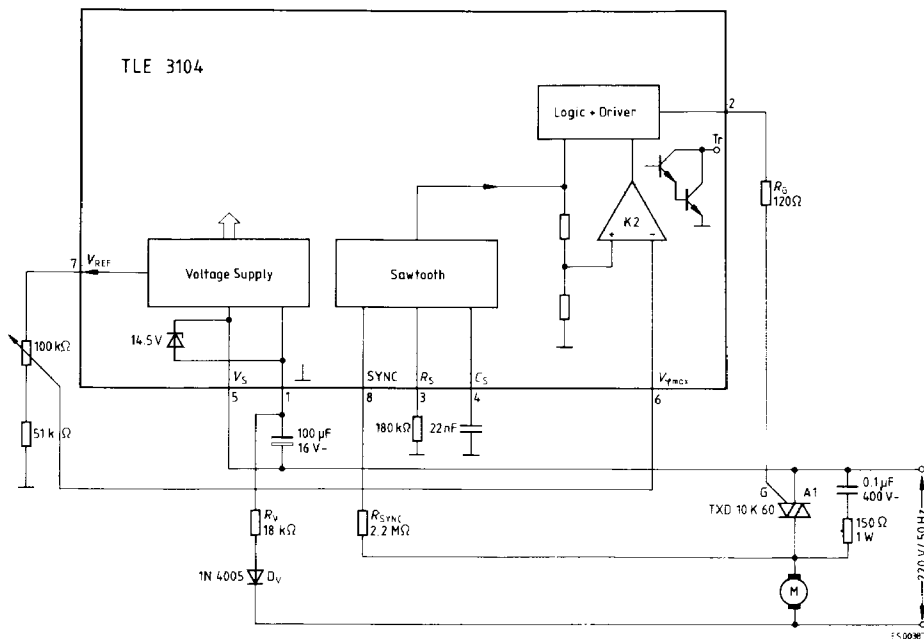 TLE 3104
Logic + Driver
2
Tr
R_G
120Ω
K2
+
−
7
V_REF
Voltage Supply
Sawtooth
14.5 V
100 kΩ
51 kΩ
V_S
⊥
SYNC
R_S
C_S
V_φmax
5
1
8
3
4
6
100 µF
16 V−
180 kΩ
22 nF
R_V
18 kΩ
R_SYNC
2.2 MΩ
G
A1
TXD 10 K 60
0.1 µF
400 V~
150 Ω
1 W
220 V / 50 Hz
1N 4005
D_V
M